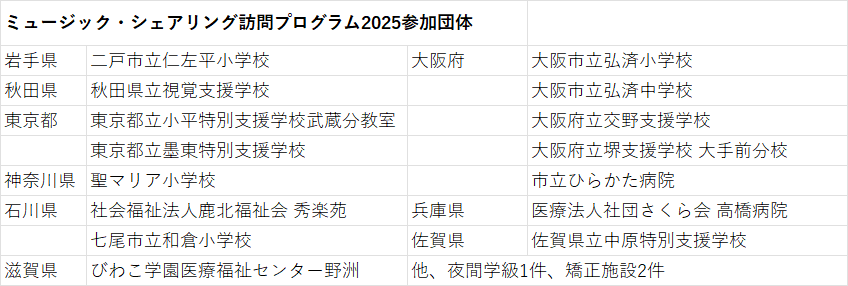 ミュージック・シェアリング訪問プログラム2025参加団体
岩手県 二戸市立仁左平小学校 大阪府 大阪市立弘済小学校
秋田県 秋田県立視覚支援学校 大阪市立弘済中学校
東京都 東京都立小平特別支援学校武蔵分教室 大阪府立交野支援学校
東京都立墨東特別支援学校 大阪府立堺支援学校 大手前分校
神奈川県 聖マリア小学校 市立ひらかた病院
石川県 社会福祉法人鹿北福祉会 秀楽苑 兵庫県 医療法人社団さくら会 高橋病院
七尾市立和倉小学校 佐賀県 佐賀県立中原特別支援学校
滋賀県 びわこ学園医療福祉センター野洲 他、夜間学級1件、矯正施設2件